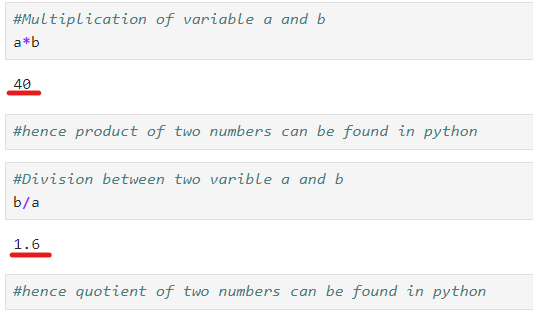 #Multiplication of variable a and b
a*b
40
#hence product of two numbers can be found in python
#Division between two varible a and b
b/a
1.6
#hence quotient of two numbers can be found in python